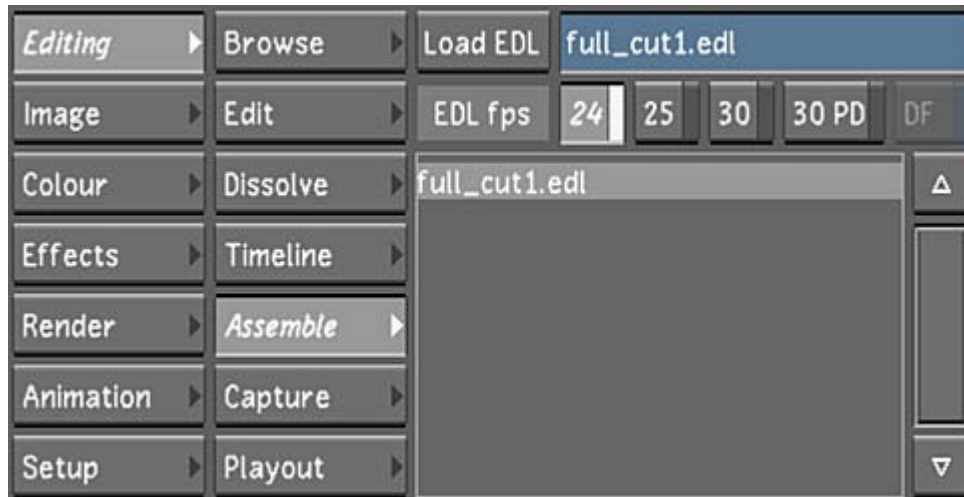 Editing Browse Load EDL full_cut1.edl
Image Edit EDL fps 24 25 30 30 PD DF
Colour Dissolve full_cut1.edl
Effects Timeline
Render Assemble
Animation Capture
Setup Playout